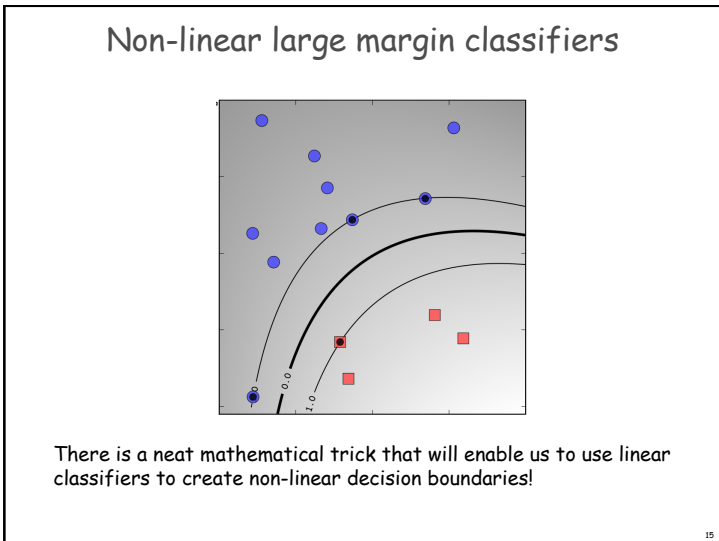 Non-linear large margin classifiers
0.0
1.0
There is a neat mathematical trick that will enable us to use linear
classifiers to create non-linear decision boundaries!
15